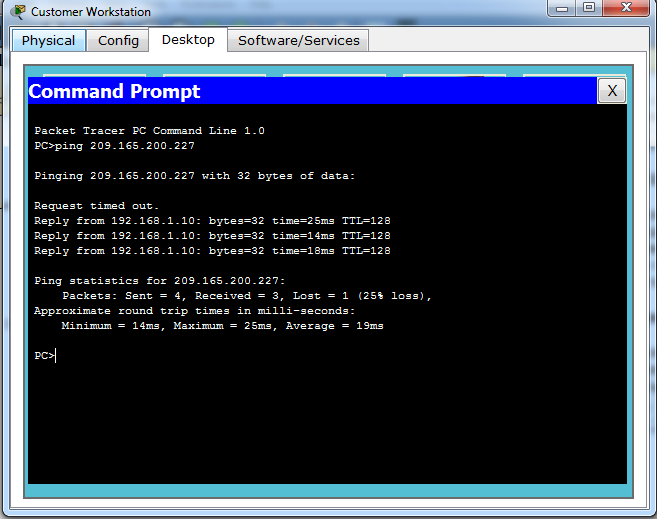 Customer Workstation
Physical Config Desktop Software/Services
Command Prompt X
Packet Tracer PC Command Line 1.0
PC>ping 209.165.200.227
Pinging 209.165.200.227 with 32 bytes of data:
Request timed out.
Reply from 192.168.1.10: bytes=32 time=25ms TTL=128
Reply from 192.168.1.10: bytes=32 time=14ms TTL=128
Reply from 192.168.1.10: bytes=32 time=18ms TTL=128
Ping statistics for 209.165.200.227:
Packets: Sent = 4, Received = 3, Lost = 1 (25% loss),
Approximate round trip times in milli-seconds:
Minimum = 14ms, Maximum = 25ms, Average = 19ms
PC>